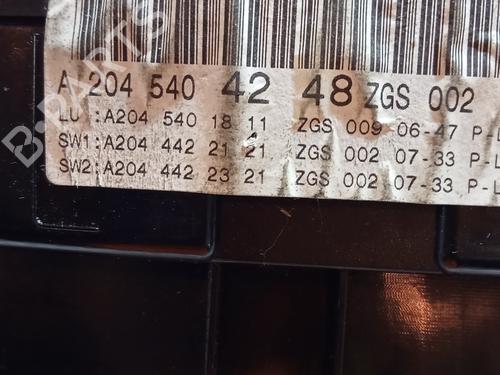 B-PARTS
A 204 540 42 48 ZGS 002
LU :A204 540 18 11 ZGS 009 06-47 P-L
SW1:A204 442 21 21 ZGS 002 07-33 P-L
SW2:A204 442 23 21 ZGS 002 07-33 P-L